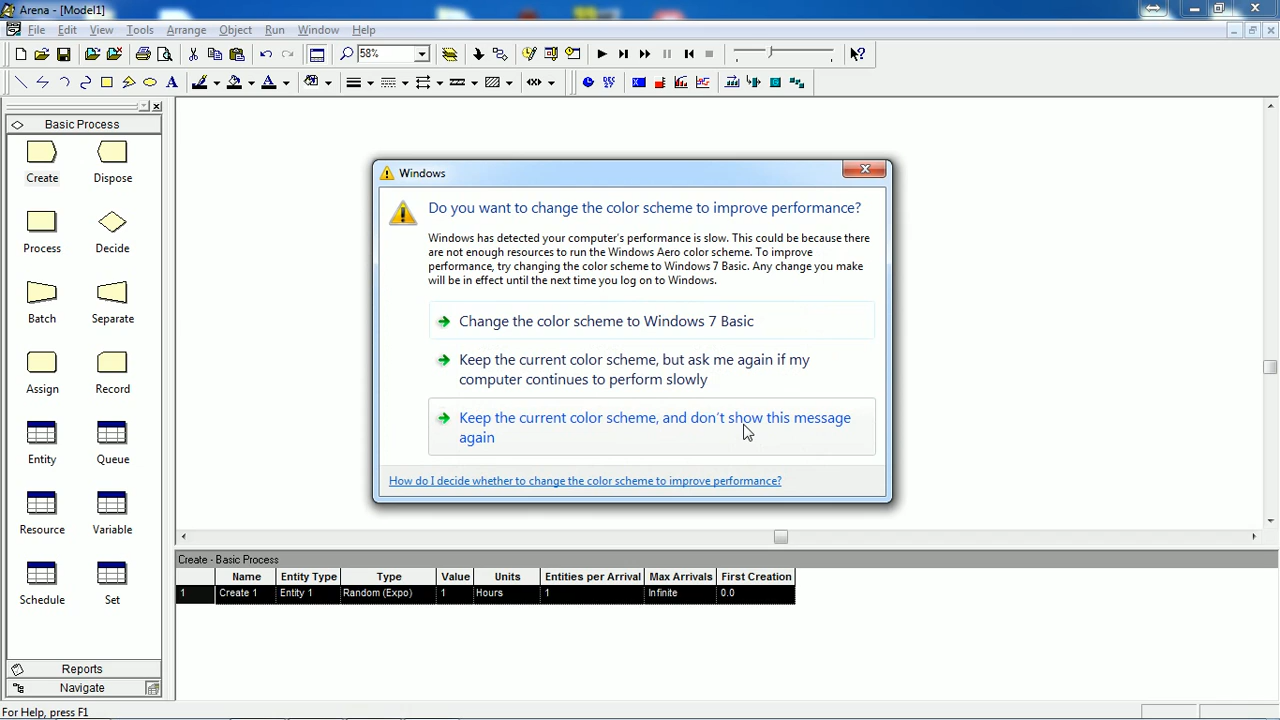 Arena - [Model1]
File Edit View Tools Arrange Object Run Window Help
58%
Basic Process
Create Dispose
Process Decide
Batch Separate
Assign Record
Entity Queue
Resource Variable
Schedule Set
Reports
Navigate
Windows
Do you want to change the color scheme to improve performance?
Windows has detected your computer's performance is slow. This could be because there
are not enough resources to run the Windows Aero color scheme. To improve
performance, try changing the color scheme to Windows 7 Basic. Any change you make
will be in effect until the next time you log on to Windows.
Change the color scheme to Windows 7 Basic
Keep the current color scheme, but ask me again if my
computer continues to perform slowly
Keep the current color scheme, and don't show this message
again
How do I decide whether to change the color scheme to improve performance?
Create - Basic Process
Name Entity Type Type Value Units Entities per Arrival Max Arrivals First Creation
1 Create 1 Entity 1 Random (Expo) 1 Hours 1 Infinite 0.0
For Help, press F1